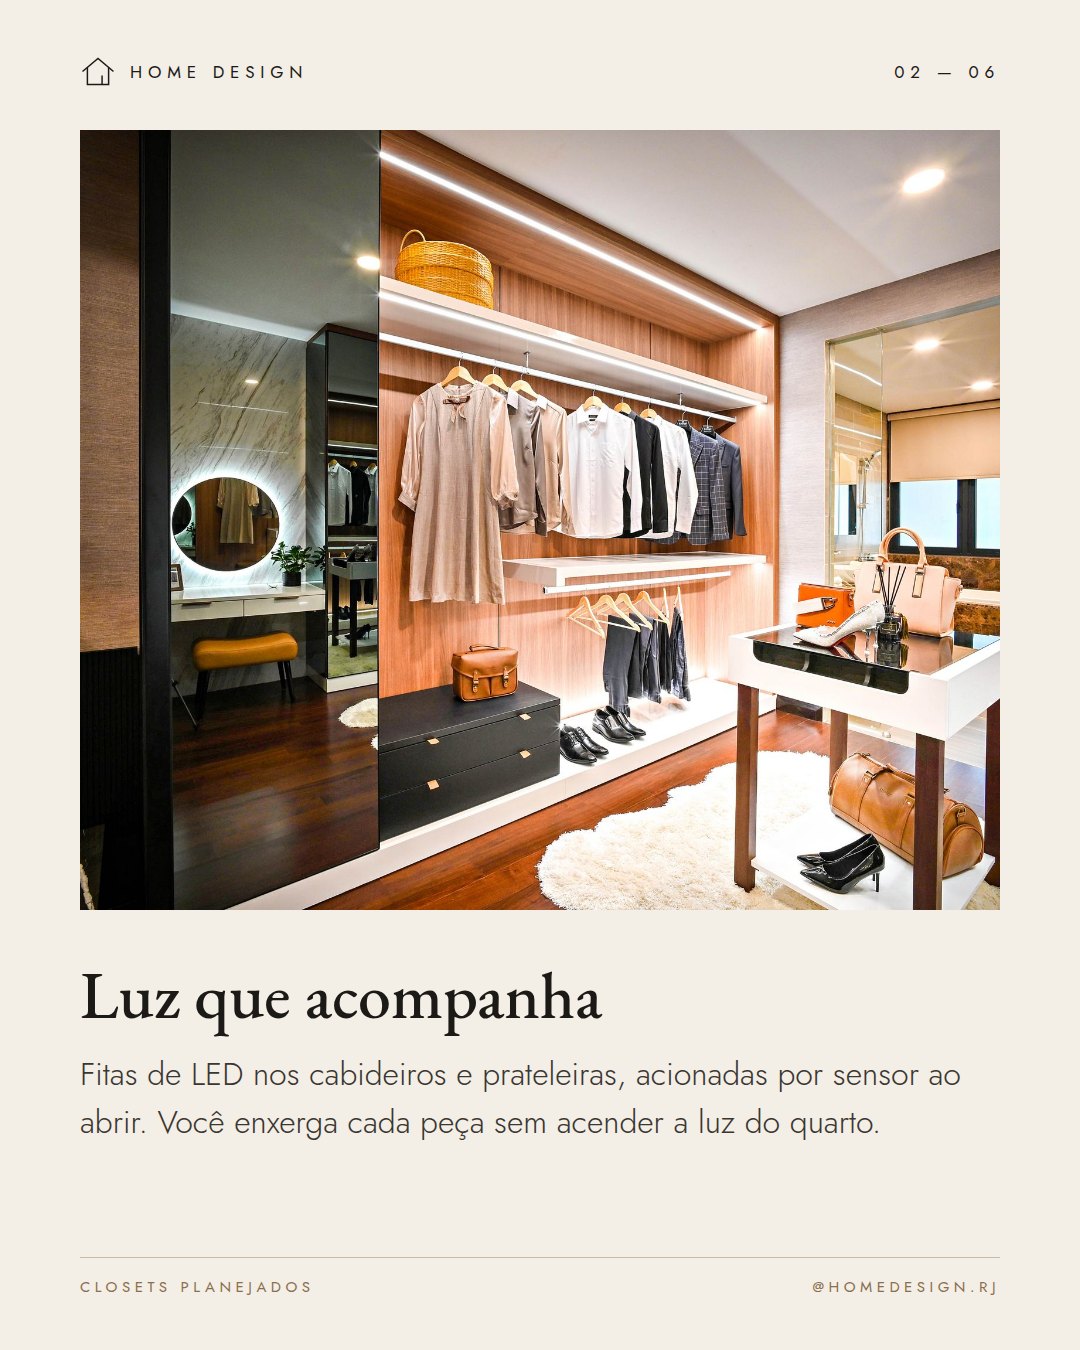 HOME DESIGN
02 — 06
Luz que acompanha
Fitas de LED nos cabideiros e prateleiras, acionadas por sensor ao
abrir. Você enxerga cada peça sem acender a luz do quarto.
CLOSETS PLANEJADOS
@HOMEDESIGN.RJ